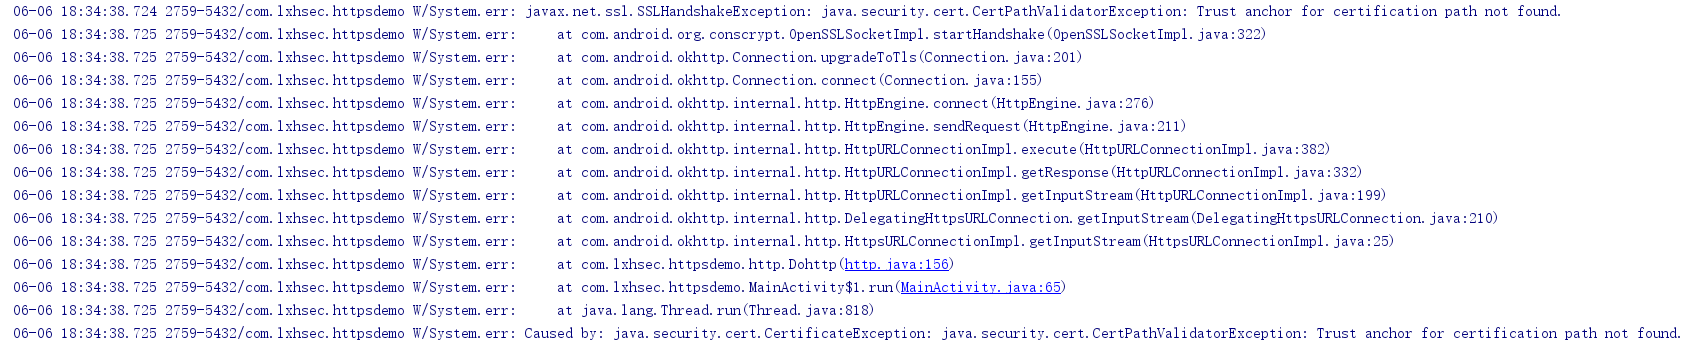 06-06 18:34:38.724 2759-5432/com.lxhsec.httpsdemo W/System.err: javax.net.ssl.SSLHandshakeException: java.security.cert.CertPathValidatorException: Trust anchor for certification path not found.
06-06 18:34:38.725 2759-5432/com.lxhsec.httpsdemo W/System.err:     at com.android.org.conscrypt.OpenSSLSocketImpl.startHandshake(OpenSSLSocketImpl.java:322)
06-06 18:34:38.725 2759-5432/com.lxhsec.httpsdemo W/System.err:     at com.android.okhttp.Connection.upgradeToTls(Connection.java:201)
06-06 18:34:38.725 2759-5432/com.lxhsec.httpsdemo W/System.err:     at com.android.okhttp.Connection.connect(Connection.java:155)
06-06 18:34:38.725 2759-5432/com.lxhsec.httpsdemo W/System.err:     at com.android.okhttp.internal.http.HttpEngine.connect(HttpEngine.java:276)
06-06 18:34:38.725 2759-5432/com.lxhsec.httpsdemo W/System.err:     at com.android.okhttp.internal.http.HttpEngine.sendRequest(HttpEngine.java:211)
06-06 18:34:38.725 2759-5432/com.lxhsec.httpsdemo W/System.err:     at com.android.okhttp.internal.http.HttpURLConnectionImpl.execute(HttpURLConnectionImpl.java:382)
06-06 18:34:38.725 2759-5432/com.lxhsec.httpsdemo W/System.err:     at com.android.okhttp.internal.http.HttpURLConnectionImpl.getResponse(HttpURLConnectionImpl.java:332)
06-06 18:34:38.725 2759-5432/com.lxhsec.httpsdemo W/System.err:     at com.android.okhttp.internal.http.HttpURLConnectionImpl.getInputStream(HttpURLConnectionImpl.java:199)
06-06 18:34:38.725 2759-5432/com.lxhsec.httpsdemo W/System.err:     at com.android.okhttp.internal.http.DelegatingHttpsURLConnection.getInputStream(DelegatingHttpsURLConnection.java:210)
06-06 18:34:38.725 2759-5432/com.lxhsec.httpsdemo W/System.err:     at com.android.okhttp.internal.http.HttpsURLConnectionImpl.getInputStream(HttpsURLConnectionImpl.java:25)
06-06 18:34:38.725 2759-5432/com.lxhsec.httpsdemo W/System.err:     at com.lxhsec.httpsdemo.http.Dohttp(http.java:156)
06-06 18:34:38.725 2759-5432/com.lxhsec.httpsdemo W/System.err:     at com.lxhsec.httpsdemo.MainActivity$1.run(MainActivity.java:65)
06-06 18:34:38.725 2759-5432/com.lxhsec.httpsdemo W/System.err:     at java.lang.Thread.run(Thread.java:818)
06-06 18:34:38.725 2759-5432/com.lxhsec.httpsdemo W/System.err: Caused by: java.security.cert.CertificateException: java.security.cert.CertPathValidatorException: Trust anchor for certification path not found.